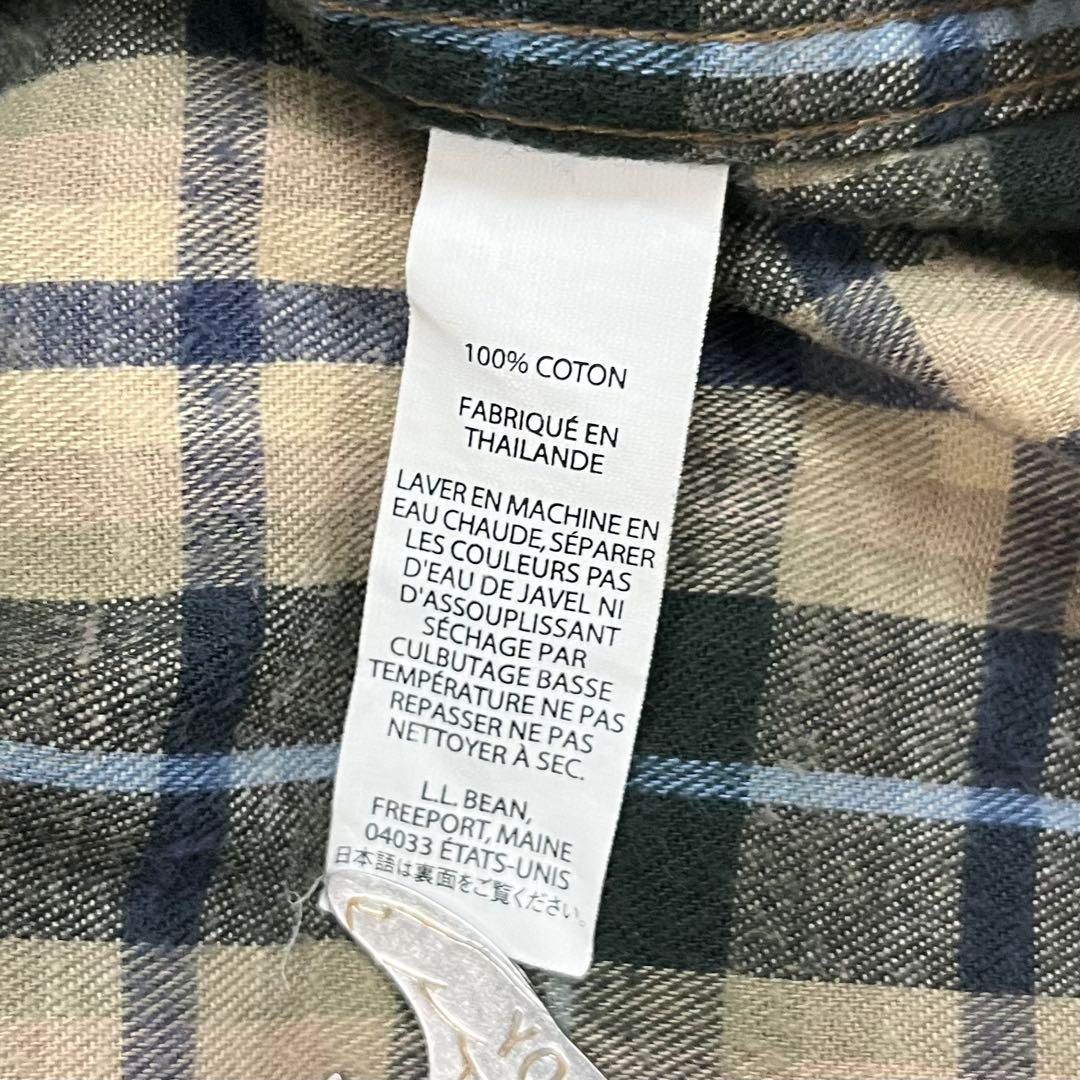 100% COTON
FABRIQUÉ EN
THAILANDE
LAVER EN MACHINE EN
EAU CHAUDE, SÉPARER
LES COULEURS PAS
D'EAU DE JAVEL NI
D'ASSOUPLISSANT
SÉCHAGE PAR
CULBUTAGE BASSE
TEMPÉRATURE NE PAS
REPASSER NE PAS
NETTOYER À SEC.
L.L. BEAN,
FREEPORT, MAINE
04033 ÉTATS-UNIS
日本語は裏面をご覧ください。
YO